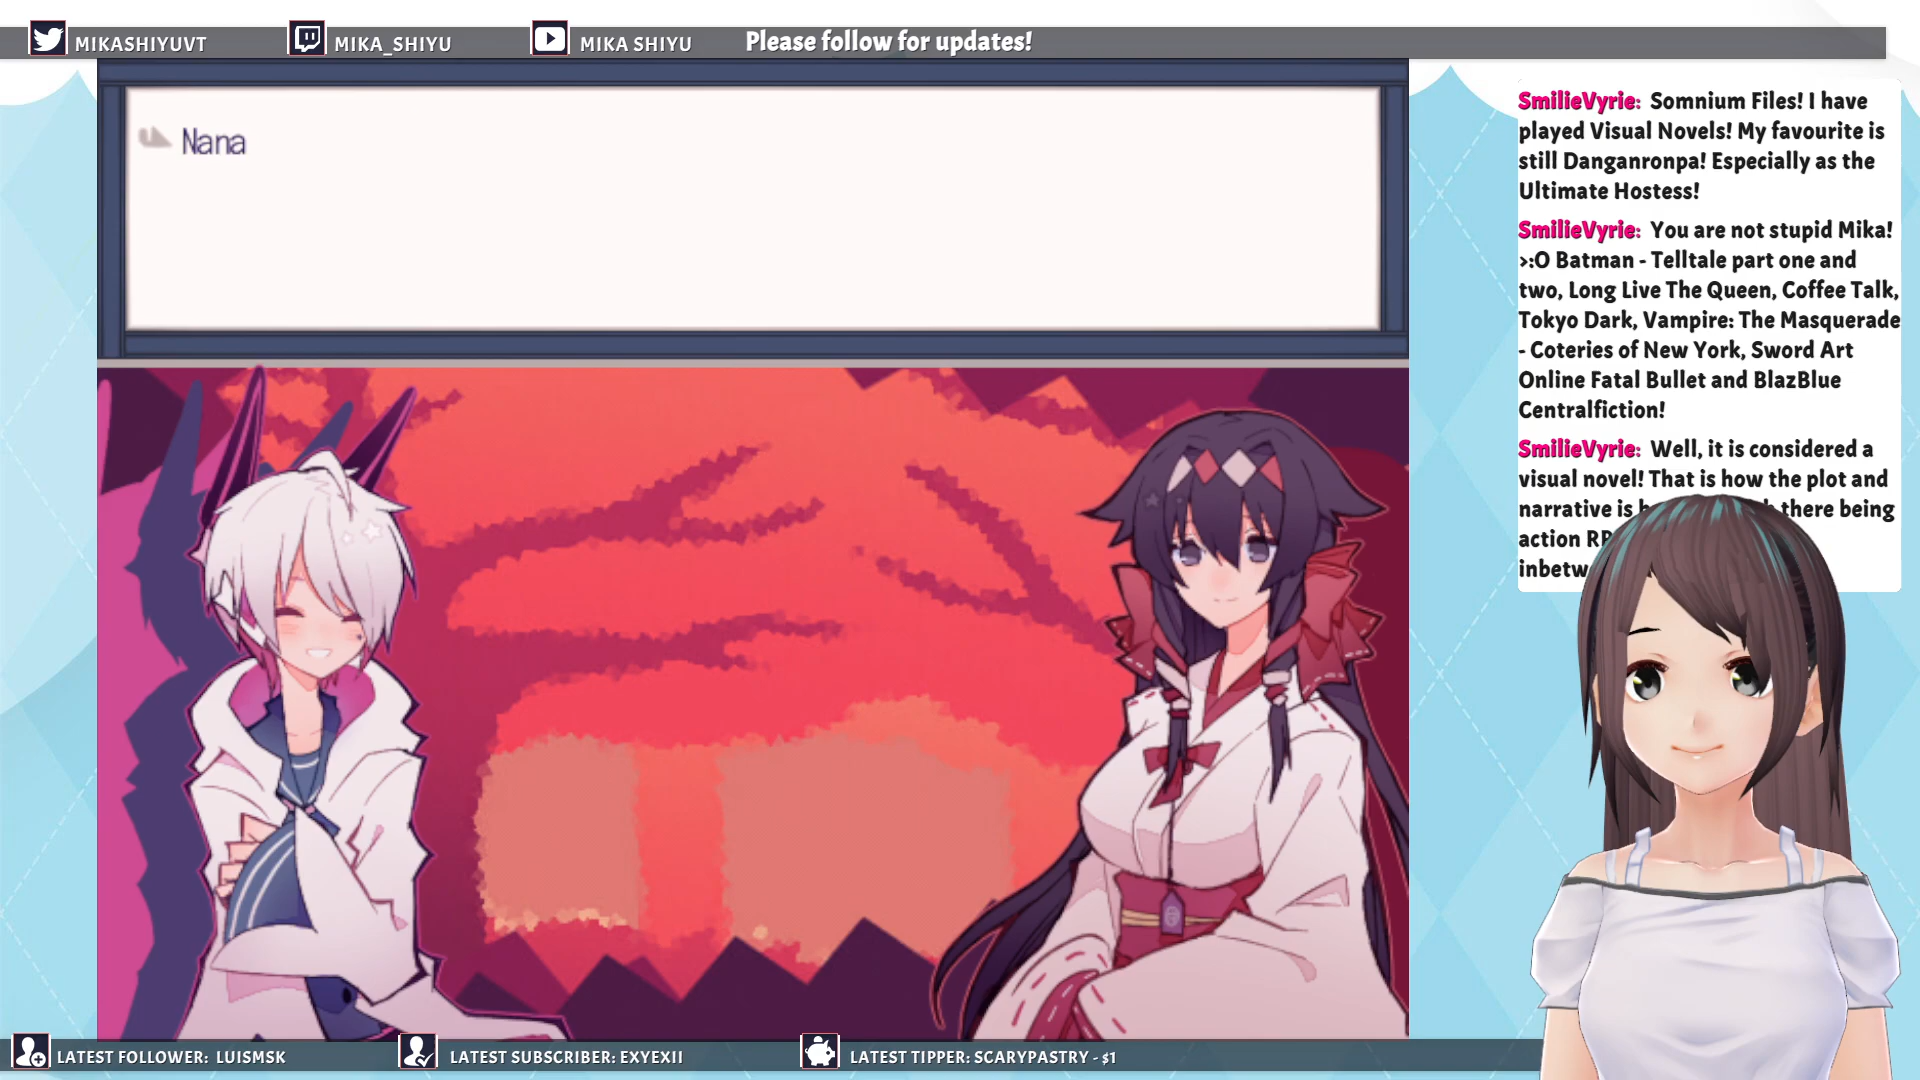 MIKASHIYUVT
MIKA_SHIYU
MIKA SHIYU
Please follow for updates!
Nana
SmilieVyrie: Somnium Files! I have
played Visual Novels! My favourite is
still Danganronpa! Especially as the
Ultimate Hostess!
SmilieVyrie: You are not stupid Mika!
>:O Batman - Telltale part one and
two, Long Live The Queen, Coffee Talk,
Tokyo Dark, Vampire: The Masquerade
- Coteries of New York, Sword Art
Online Fatal Bullet and BlazBlue
Centralfiction!
SmilieVyrie: Well, it is considered a
visual novel! That is how the plot and
narrative is there being
action
LATEST FOLLOWER: LUISMSK
LATEST SUBSCRIBER: EXYEXII
LATEST TIPPER: SCARYPASTRY - $1